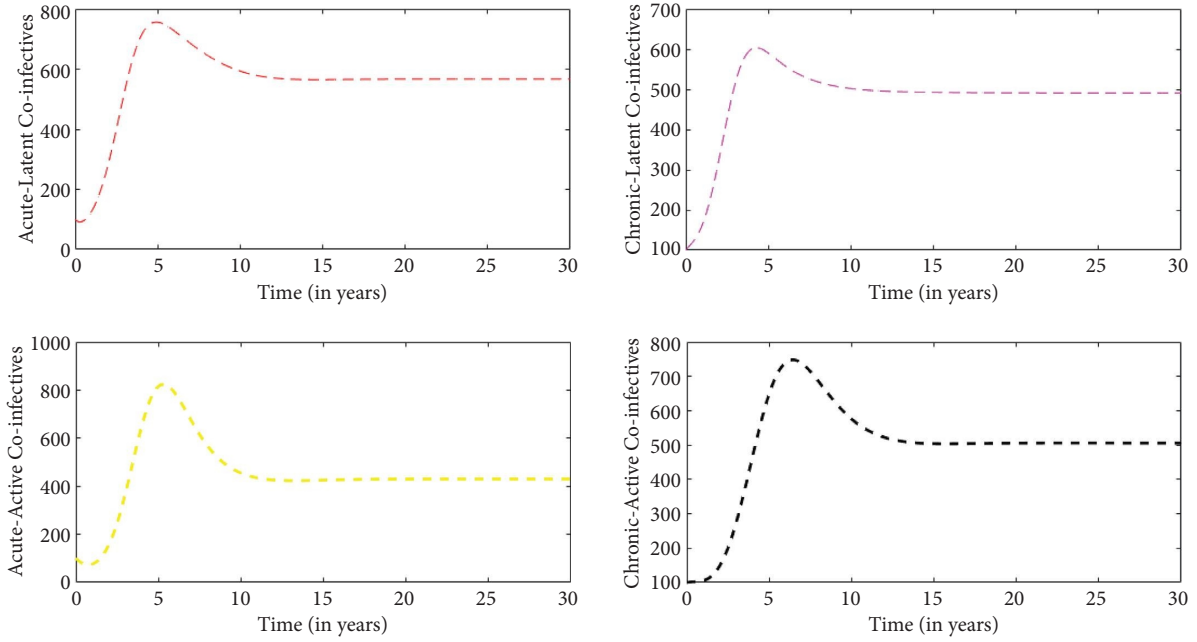 Acute-Latent Co-infectives
800
600
400
200
0
0 5 10 15 20 25 30
Time (in years)
Chronic-Latent Co-infectives
700
600
500
400
300
200
100
0 5 10 15 20 25 30
Time (in years)
Acute-Active Co-infectives
1000
800
600
400
200
0
0 5 10 15 20 25 30
Time (in years)
Chronic-Active Co-infectives
800
700
600
500
400
300
200
100
0 5 10 15 20 25 30
Time (in years)